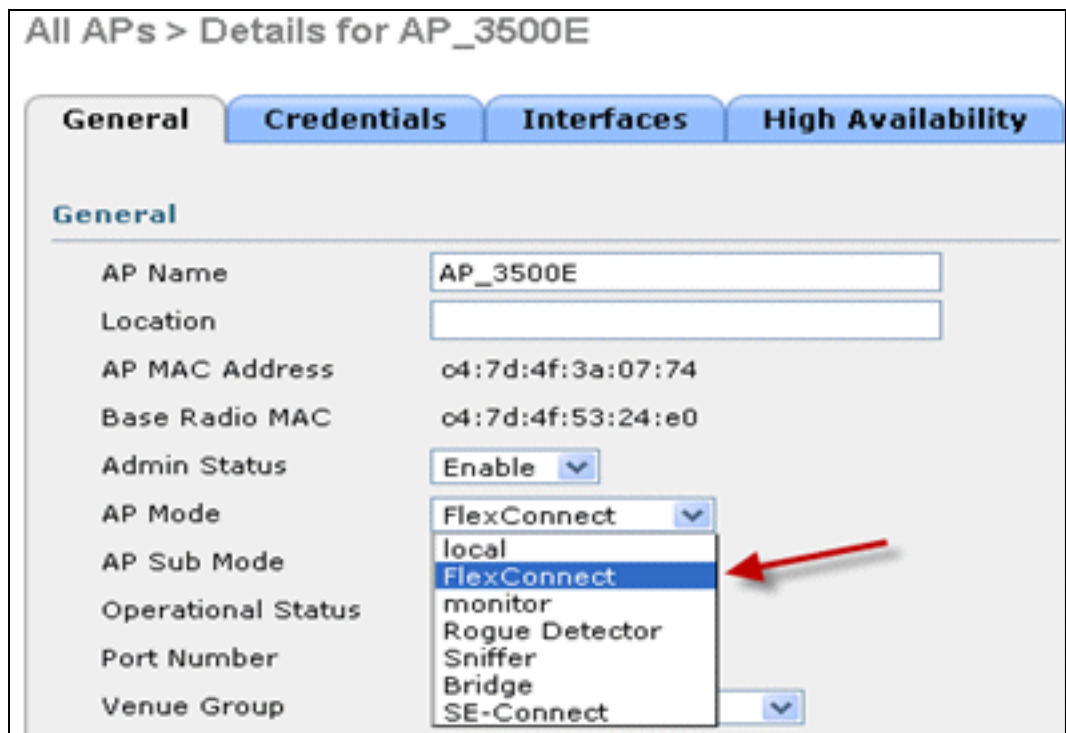 All APs > Details for AP_3500E
General Credentials Interfaces High Availability
General
AP Name AP_3500E
Location
AP MAC Address c4:7d:4f:3a:07:74
Base Radio MAC c4:7d:4f:53:24:e0
Admin Status Enable
AP Mode FlexConnect
local
AP Sub Mode
FlexConnect
monitor
Operational Status
Rogue Detector
Port Number
Sniffer
Bridge
Venue Group
SE-Connect